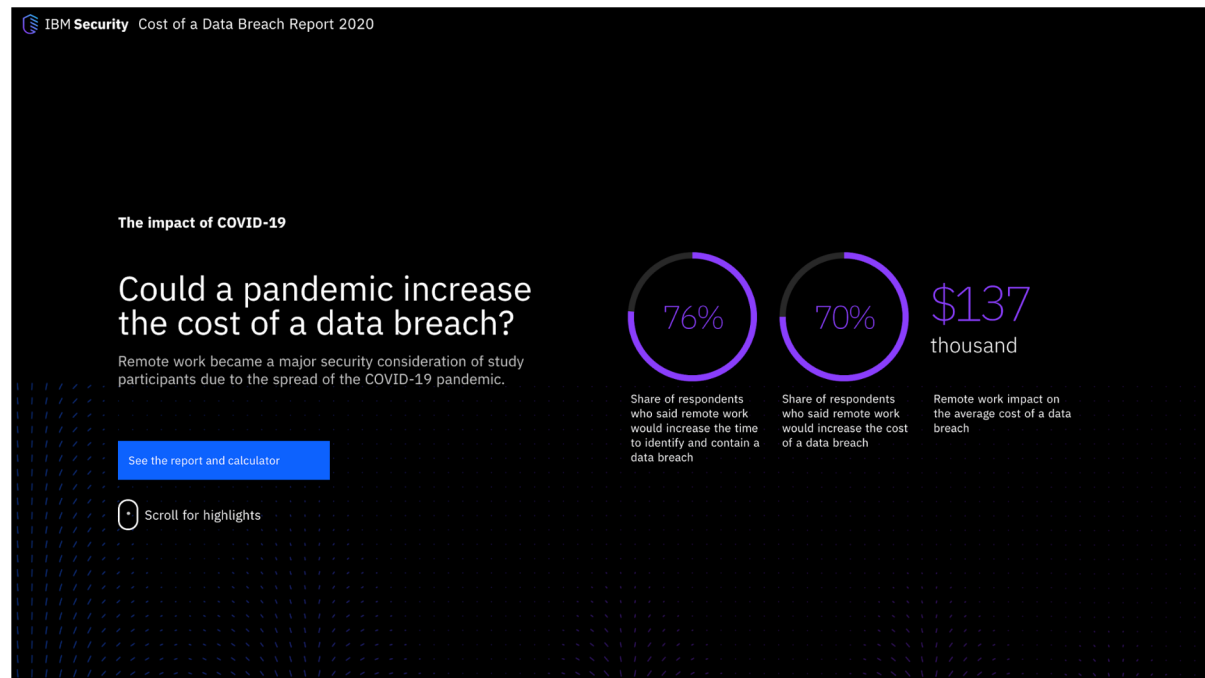 IBM Security Cost of a Data Breach Report 2020
The impact of COVID-19
Could a pandemic increase
the cost of a data breach?
Remote work became a major security consideration of study
participants due to the spread of the COVID-19 pandemic.
See the report and calculator
Scroll for highlights
76%
Share of respondents
who said remote work
would increase the time
to identify and contain a
data breach
70%
Share of respondents
who said remote work
would increase the cost
of a data breach
$137
thousand
Remote work impact on
the average cost of a data
breach